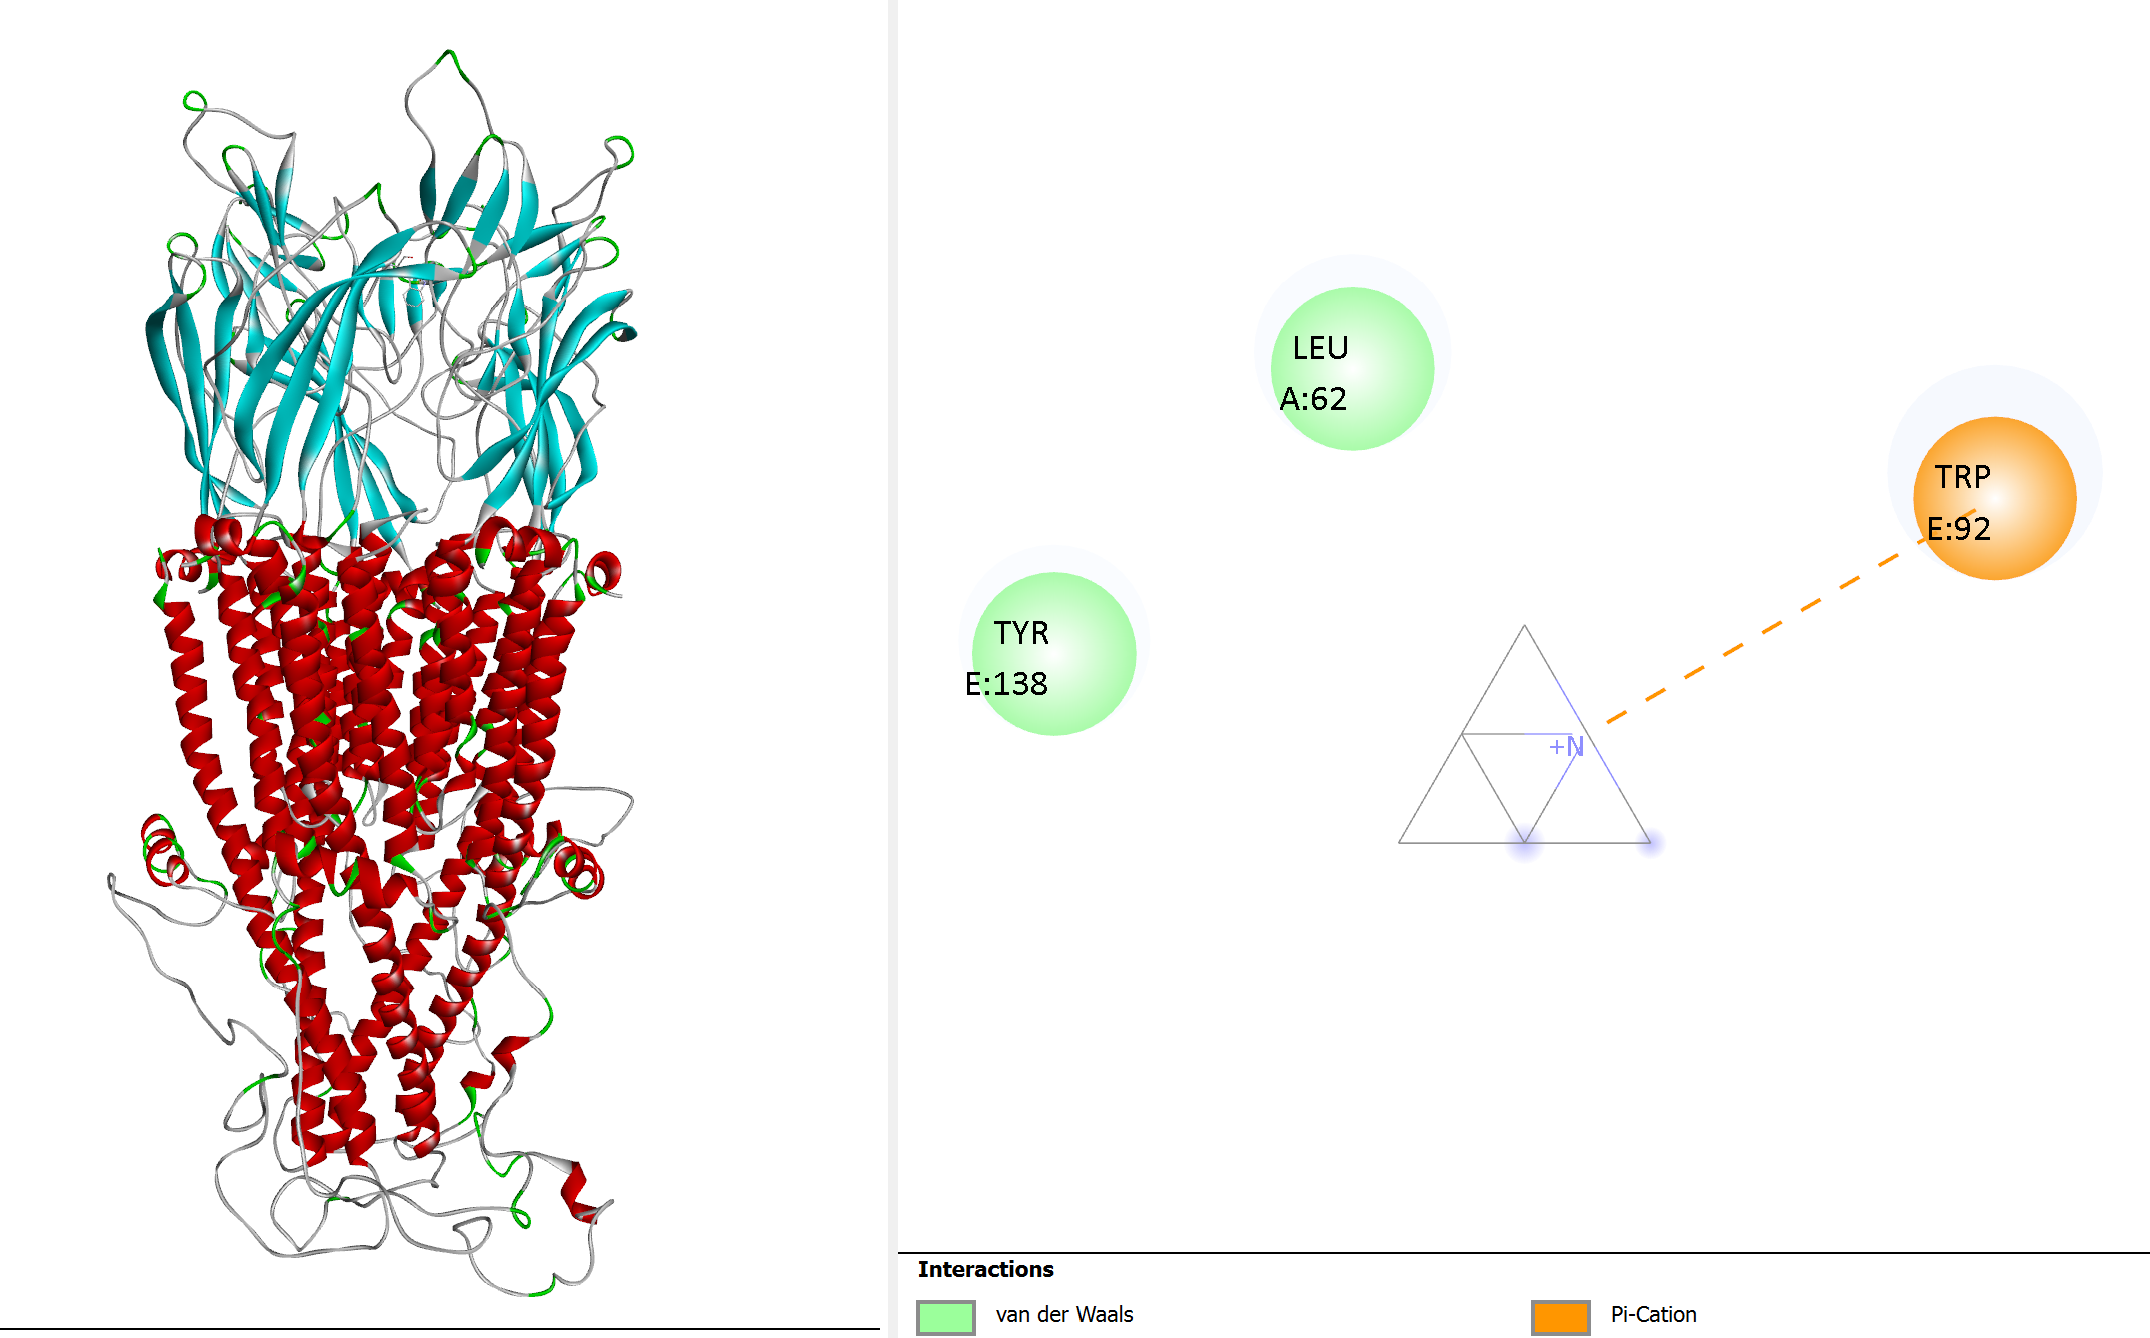 LEU
A:62
TRP
E:92
TYR
E:138
+N
Interactions
van der Waals
Pi-Cation